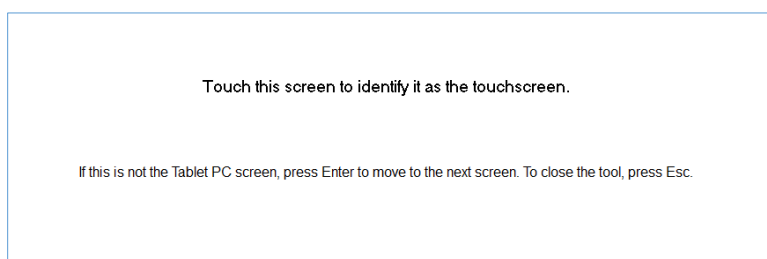 Touch this screen to identify it as the touchscreen.
If this is not the Tablet PC screen, press Enter to move to the next screen. To close the tool, press Esc.